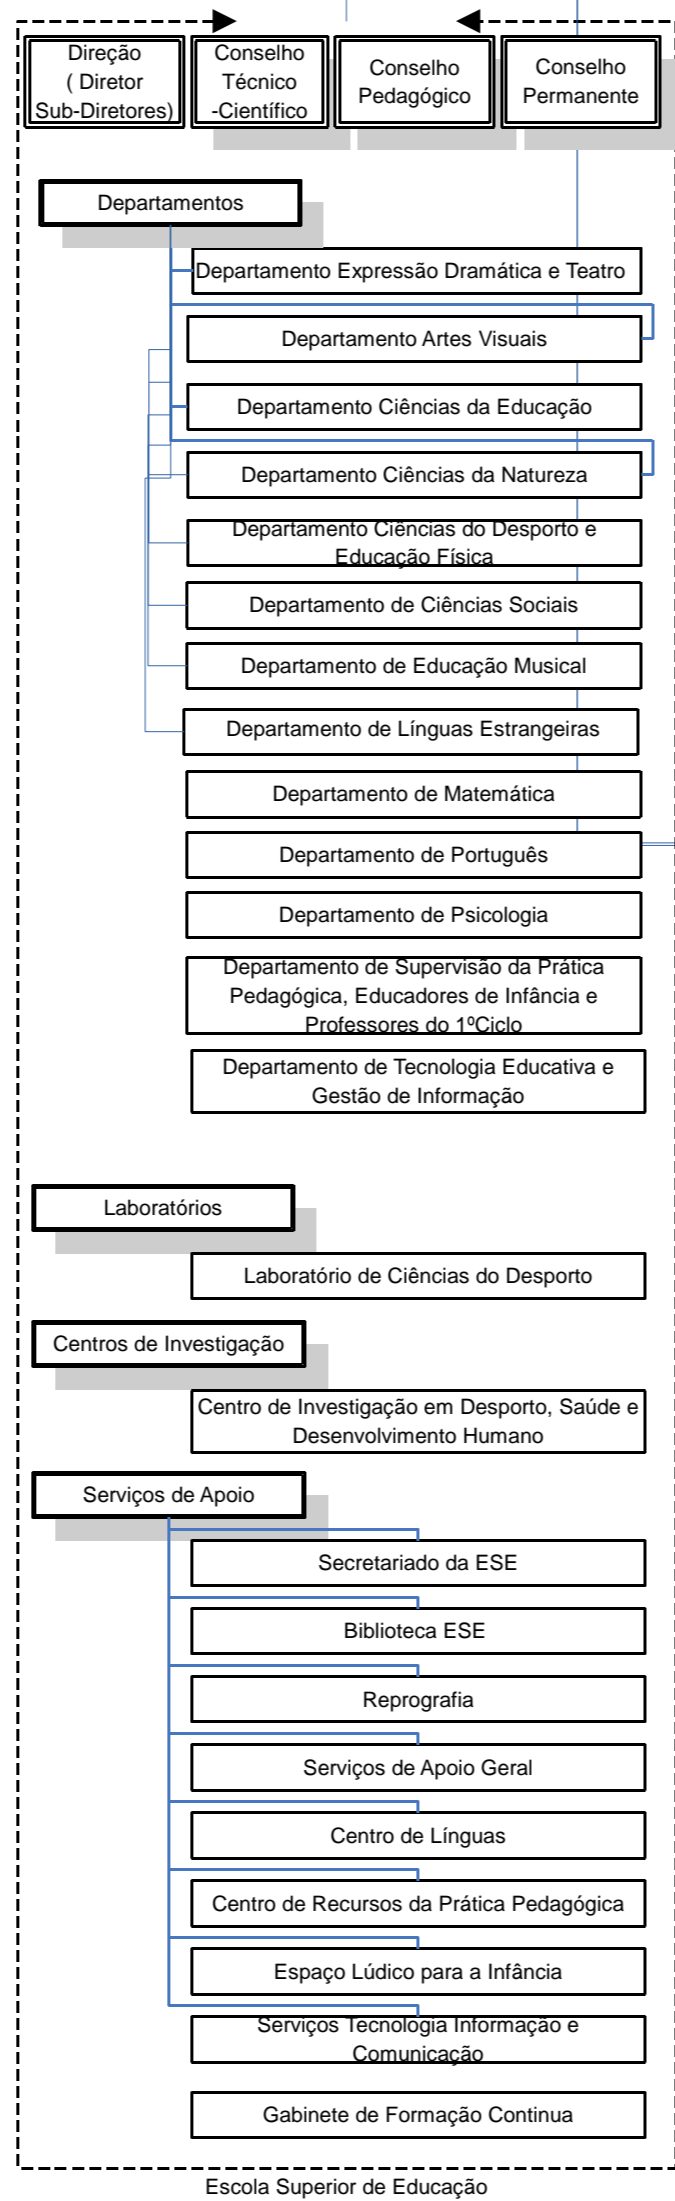 Direção
( Diretor
Sub-Diretores)
Conselho
Técnico
-Científico
Conselho
Pedagógico
Conselho
Permanente
Departamentos
Departamento Expressão Dramática e Teatro
Departamento Artes Visuais
Departamento Ciências da Educação
Departamento Ciências da Natureza
Departamento Ciências do Desporto e
Educação Física
Departamento de Ciências Sociais
Departamento de Educação Musical
Departamento de Línguas Estrangeiras
Departamento de Matemática
Departamento de Português
Departamento de Psicologia
Departamento de Supervisão da Prática
Pedagógica, Educadores de Infância e
Professores do 1ºCiclo
Departamento de Tecnologia Educativa e
Gestão de Informação
Laboratórios
Laboratório de Ciências do Desporto
Centros de Investigação
Centro de Investigação em Desporto, Saúde e
Desenvolvimento Humano
Serviços de Apoio
Secretariado da ESE
Biblioteca ESE
Reprografia
Serviços de Apoio Geral
Centro de Línguas
Centro de Recursos da Prática Pedagógica
Espaço Lúdico para a Infância
Serviços Tecnologia Informação e
Comunicação
Gabinete de Formação Continua
Escola Superior de Educação